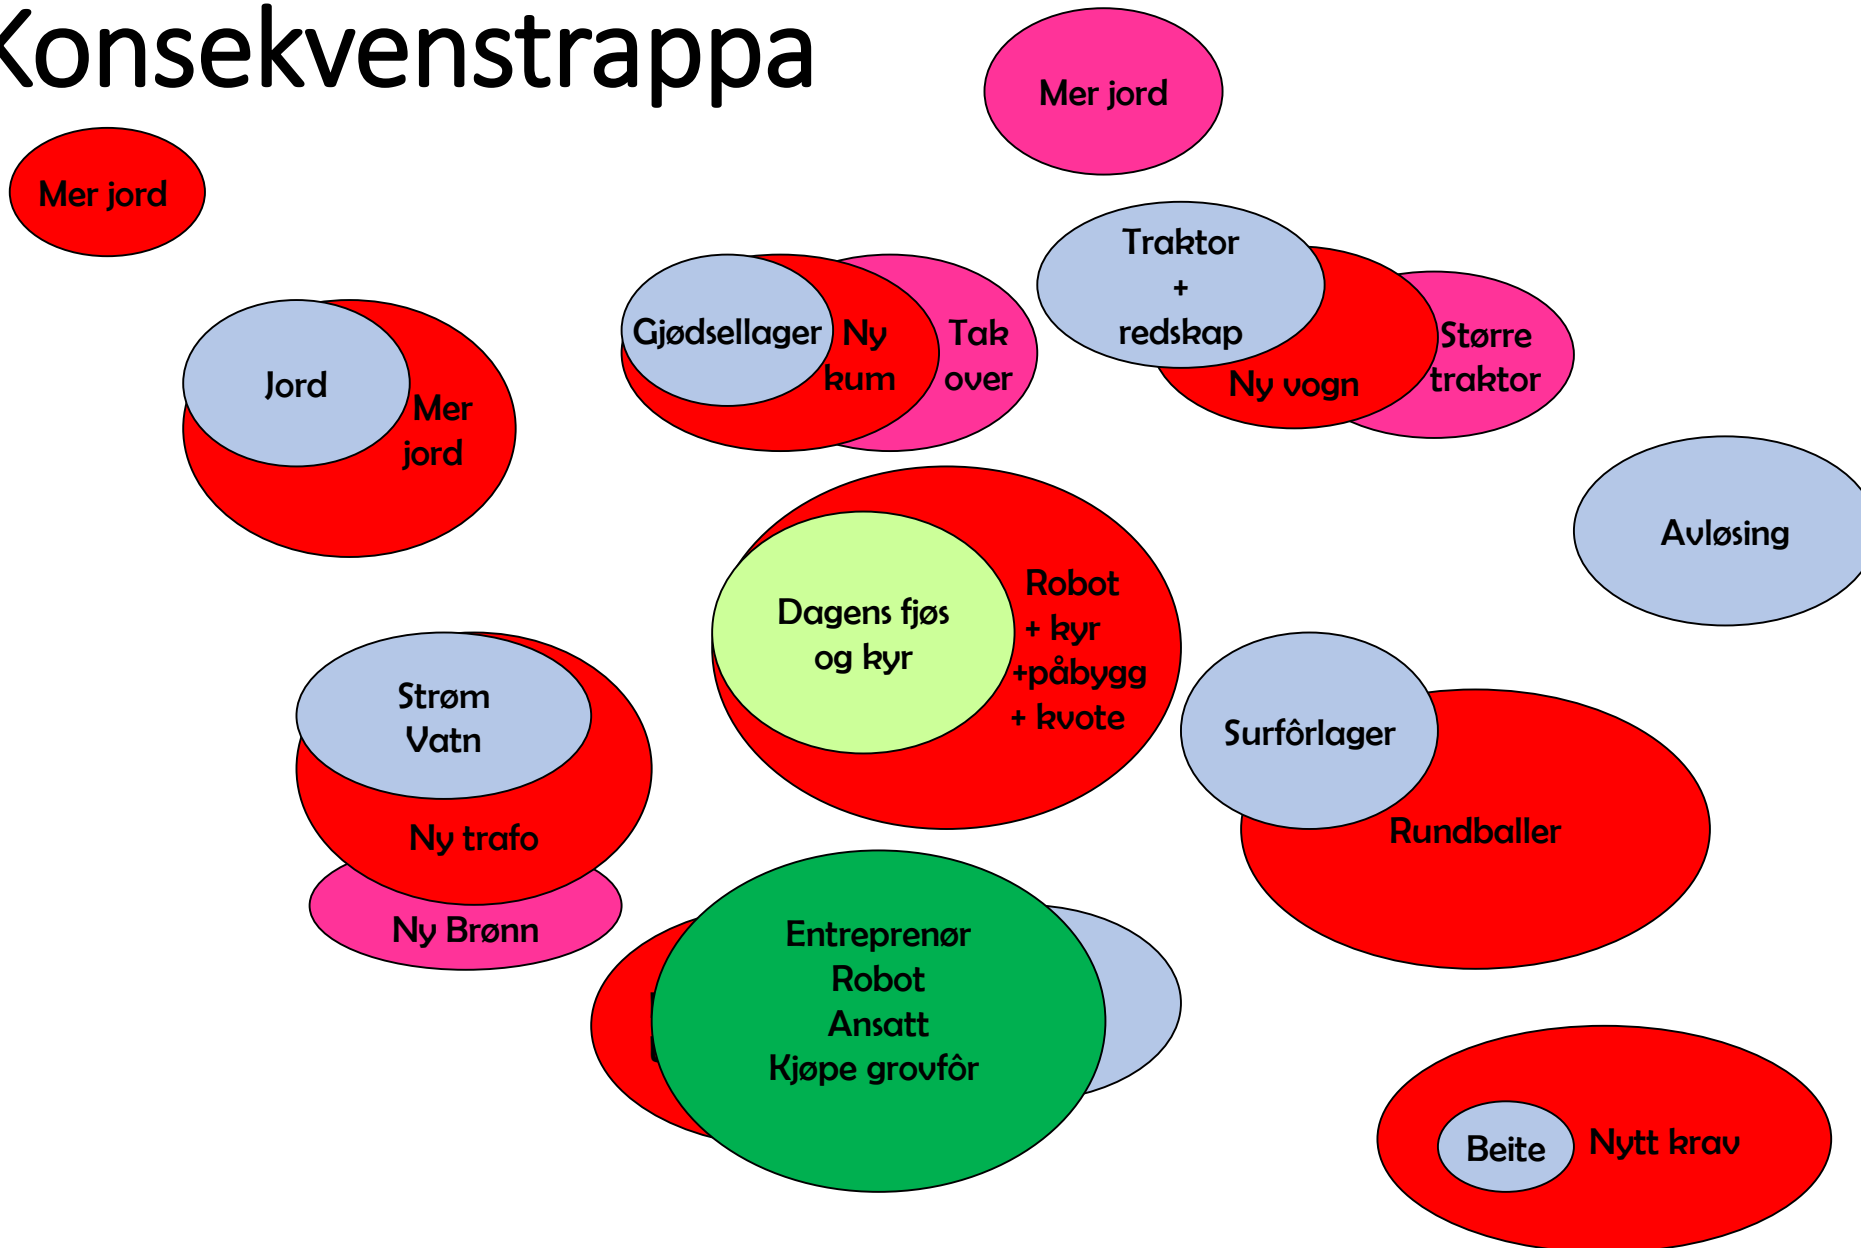 Konsekvenstrappa
Mer jord
Mer jord
Traktor
+
redskap
Ny vogn
Større
traktor
Gjødsellager
Ny
kum
Tak
over
Jord
Mer
jord
Avløsing
Dagens fjøs
og kyr
Robot
+ kyr
+påbygg
+ kvote
Strøm
Vatn
Ny trafo
Ny Brønn
Surfôrlager
Rundballer
Entreprenør
Robot
Ansatt
Kjøpe grovfôr
Beite
Nytt krav